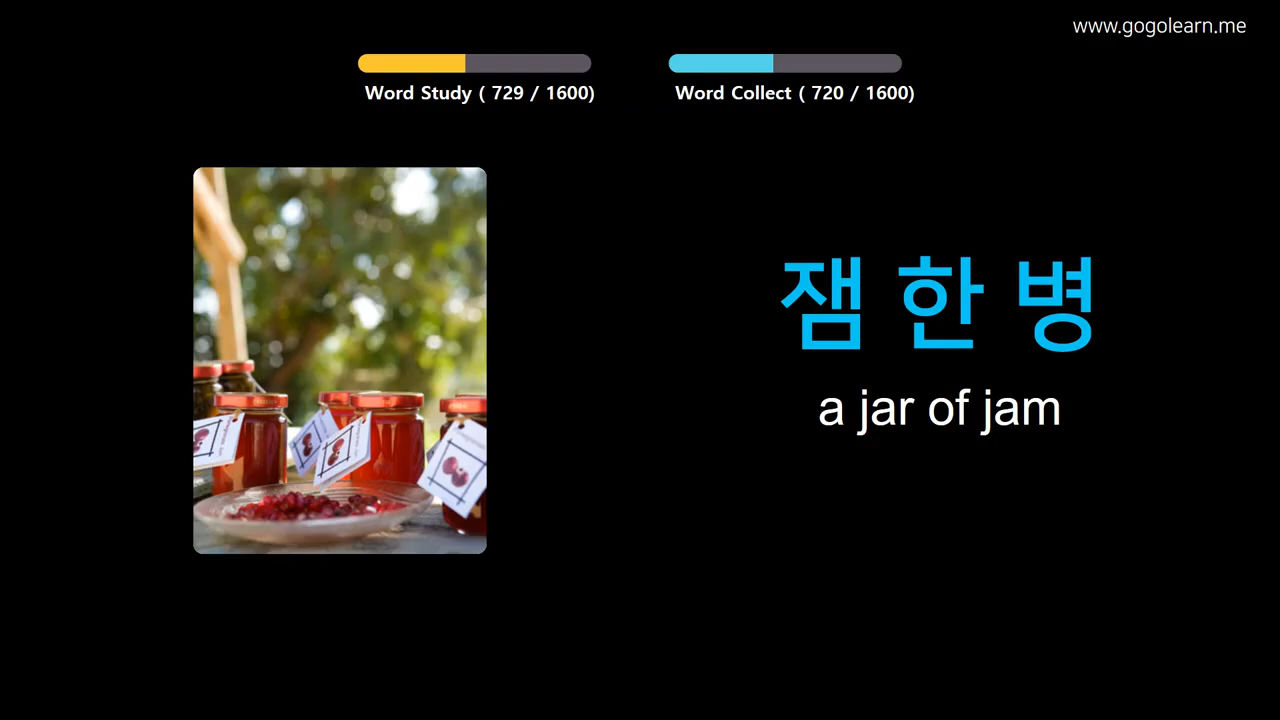 www.gogolearn.me
Word Study ( 729 / 1600)
Word Collect ( 720 / 1600)
잼 한 병
a jar of jam